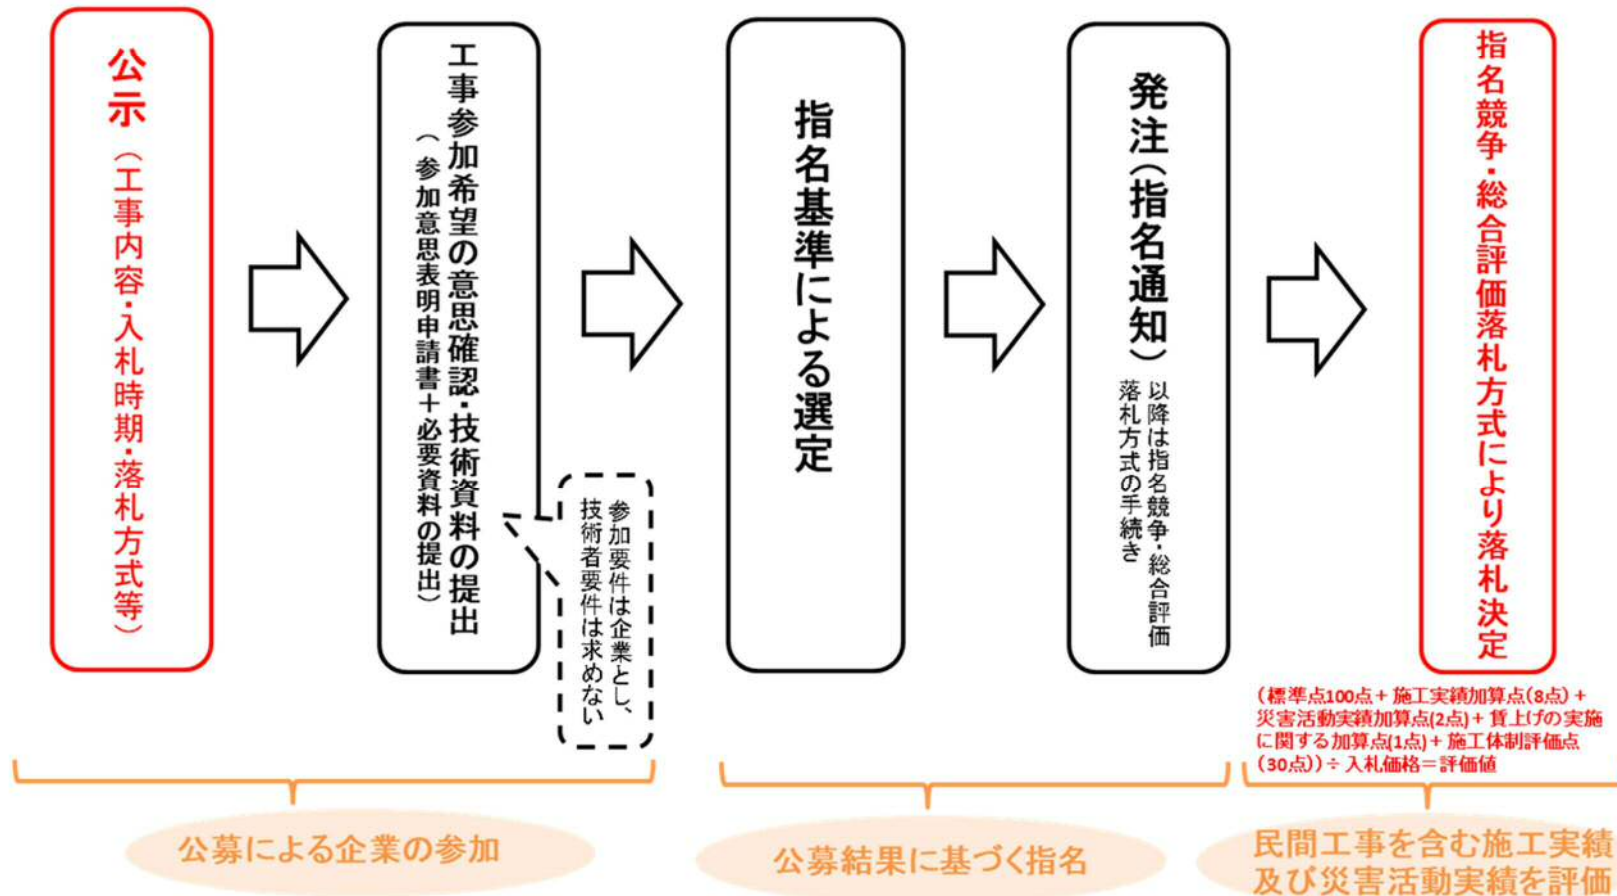 公示（工事内容・入札時期・落札方式等）
工事参加希望の意思確認・技術資料の提出
（参加意思表明申請書＋必要資料の提出）
参加要件は企業とし、
技術者要件は求めない
指名基準による選定
発注（指名通知）
以降は指名競争・総合評価
落札方式の手続き
指名競争・総合評価落札方式により落札決定
（標準点100点＋施工実績加算点(8点)＋
災害活動実績加算点(2点)＋賃上げの実施
に関する加算点(1点)＋施工体制評価点
（30点））÷入札価格＝評価値
公募による企業の参加
公募結果に基づく指名
民間工事を含む施工実績
及び災害活動実績を評価